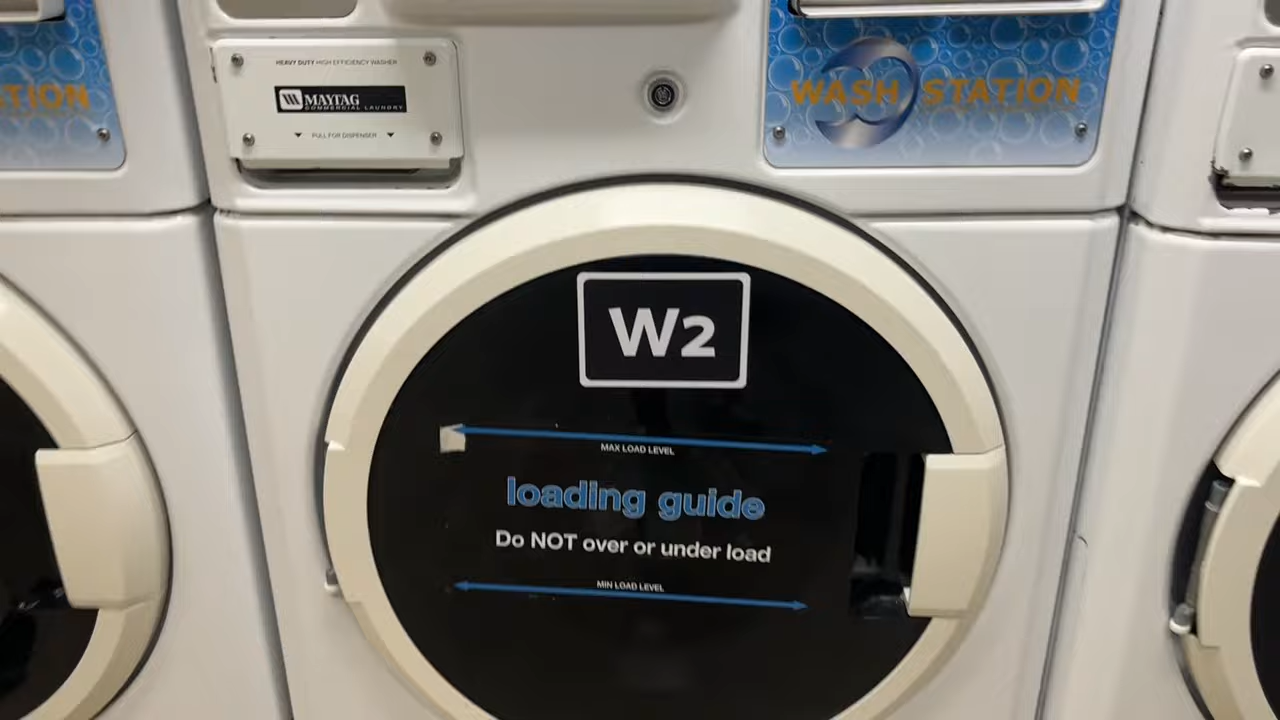 HEAVY DUTY HIGH EFFICIENCY WASHER
MAYTAG
COMMERCIAL LAUNDRY
PULL FOR DISPENSER
TION
WASH STATION
W2
MAX LOAD LEVEL
loading guide
Do NOT over or under load
MIN LOAD LEVEL